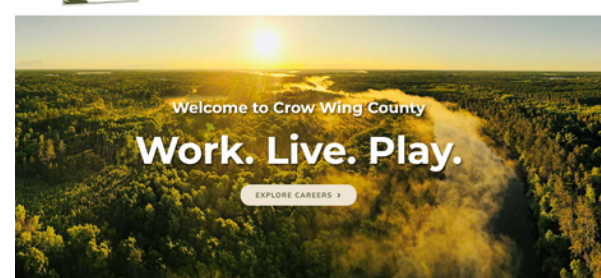 Welcome to Crow Wing County
Work. Live. Play.
EXPLORE CAREERS >